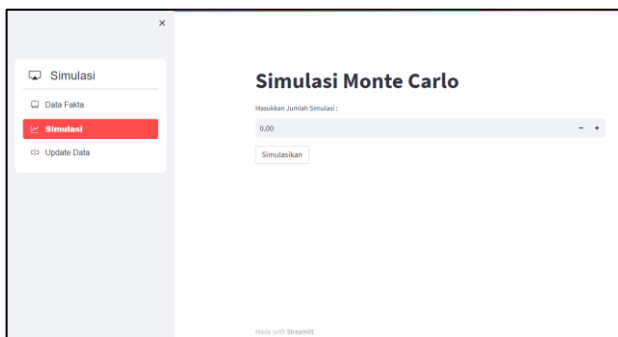 ×
Simulasi
Data Fakta
Simulasi
Update Data
Simulasi Monte Carlo
Masukkan Jumlah Simulasi :
0.00
- +
Simulasikan
Made with Streamlit